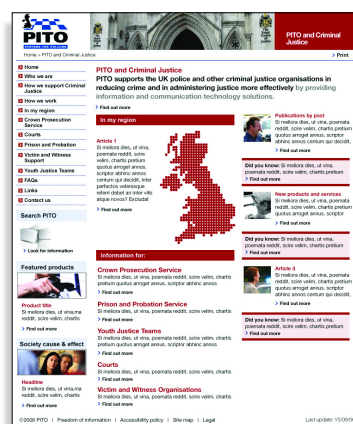 PITO
SYSTEMS FOR POLICING
PITO and Criminal
Justice
Home > PITO and Criminal Justice
> Print
Home
Who we are
How we support Criminal
Justice
How we work
In my region
Crown Prosecution
Service
Courts
Prison and Probation
Victim and Witness
Support
Youth Justice Teams
FAQs
Links
Contact us
Search PITO
> Look for information
Featured products
Product title
Si meliora dies, ut vina,ma
reddit, scire velim, chartis
> Find out more
Society cause & effect
Headline
Si meliora dies, ut vina,ma
reddit, scire velim, chartis
> Find out more
PITO and Criminal Justice
PITO supports the UK police and other criminal justice organisations in
reducing crime and in administering justice more effectively by providing
information and communication technology solutions.
> Find out more
In my region
Article 1
Si meliora dies, ut vina,
poemata reddit, scire
velim, chartis pretium
quotus arroget annus.
scriptor abhinc annos
centum qui decidit, inter
perfectos veteresque
referri debet an inter vilis
atque novos? Excludat
> Find out more
Information for:
Crown Prosecution Service
Si meliora dies, ut vina, poemata reddit, scire velim, chartis
pretium quotus arroget annus. scriptor abhinc annos
> Find out more
Prison and Probation Service
Si meliora dies, ut vina, poemata reddit, scire velim, chartis
> Find out more
Youth Justice Teams
Si meliora dies, ut vina, poemata reddit, scire velim, chartis
pretium quotus arroget annus. scriptor abhinc annos
> Find out more
Courts
Si meliora dies, ut vina, poemata reddit, scire velim, chartis
> Find out more
Victim and Witness Organisations
Si meliora dies, ut vina, poemata reddit, scire velim, chartis
pretium quotus arroget annus. scriptor abhinc annos
> Find out more
Publications by post
Si meliora dies, ut vina,
poemata reddit, scire
velim, chartis pretium
quotus arroget annus. scriptor
abhinc annos centum qui decidit,
> Find out more
Did you know: Si meliora dies, ut vina,
poemata reddit, scire velim, chartis pretium
> Find out more
New products and services
Si meliora dies, ut vina,
poemata reddit, scire
velim, chartis pretium
quotus arroget annus. scriptor
> Find out more
Did you know: Si meliora dies, ut vina,
poemata reddit, scire velim, chartis pretium
> Find out more
Article 3
Si meliora dies, ut vina,
poemata reddit, scire
velim, chartis pretium
quotus arroget annus. scriptor
abhinc annos centum qui decidit,
> Find out more
Did you know: Si meliora dies, ut vina,
poemata reddit, scire velim, chartis pretium
> Find out more
©2006 PITO | Freedom of information | Accessibility policy | Site map | Legal
Last update: 15/06/0